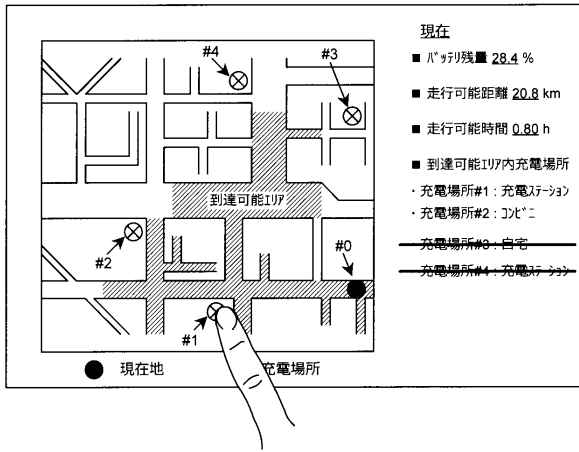 現在
■ バッテリ残量 28.4 %
■ 走行可能距離 20.8 km
■ 走行可能時間 0.80 h
■ 到達可能エリア内充電場所
・充電場所#1：充電ステーション
・充電場所#2：コンビニ
充電場所#3：自宅
充電場所#4：充電ステーション
#4
#3
到達可能エリア
#2
#0
#1
● 現在地
充電場所